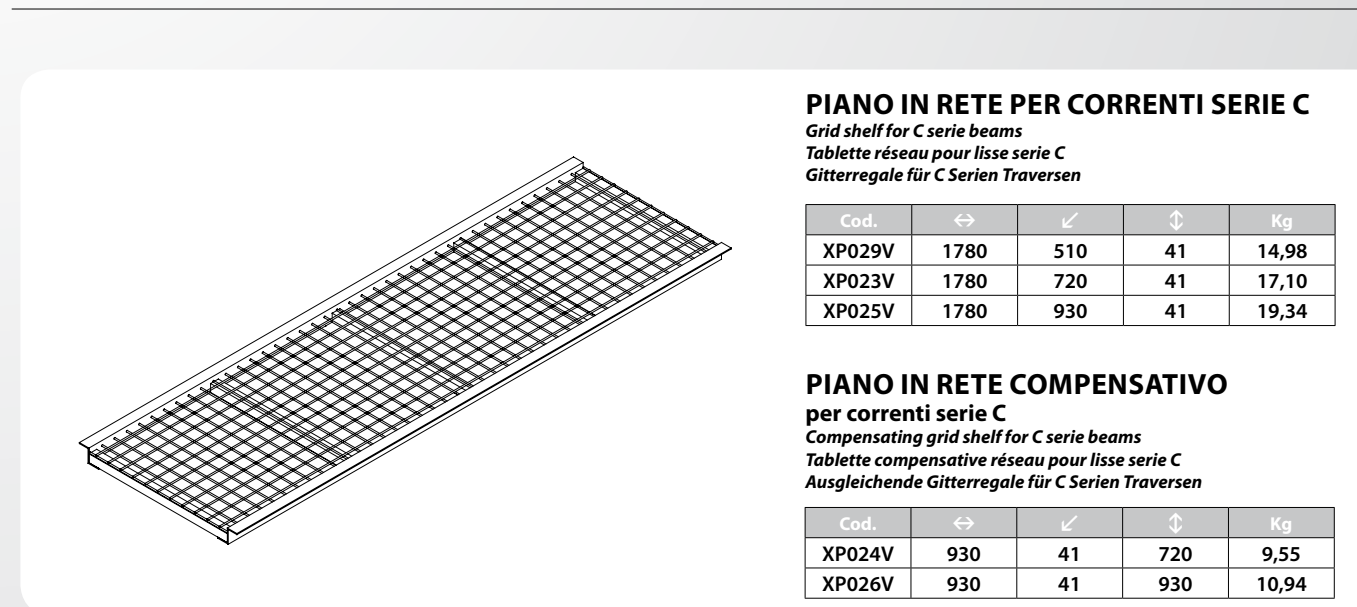 PIANO IN RETE PER CORRENTI SERIE C
Grid shelf for C serie beams
Tablette réseau pour lisse serie C
Gitterregale für C Serien Traversen
Cod. ↔ ↙ ↕ Kg
XP029V 1780 510 41 14,98
XP023V 1780 720 41 17,10
XP025V 1780 930 41 19,34
PIANO IN RETE COMPENSATIVO
per correnti serie C
Compensating grid shelf for C serie beams
Tablette compensative réseau pour lisse serie C
Ausgleichende Gitterregale für C Serien Traversen
Cod. ↔ ↙ ↕ Kg
XP024V 930 41 720 9,55
XP026V 930 41 930 10,94